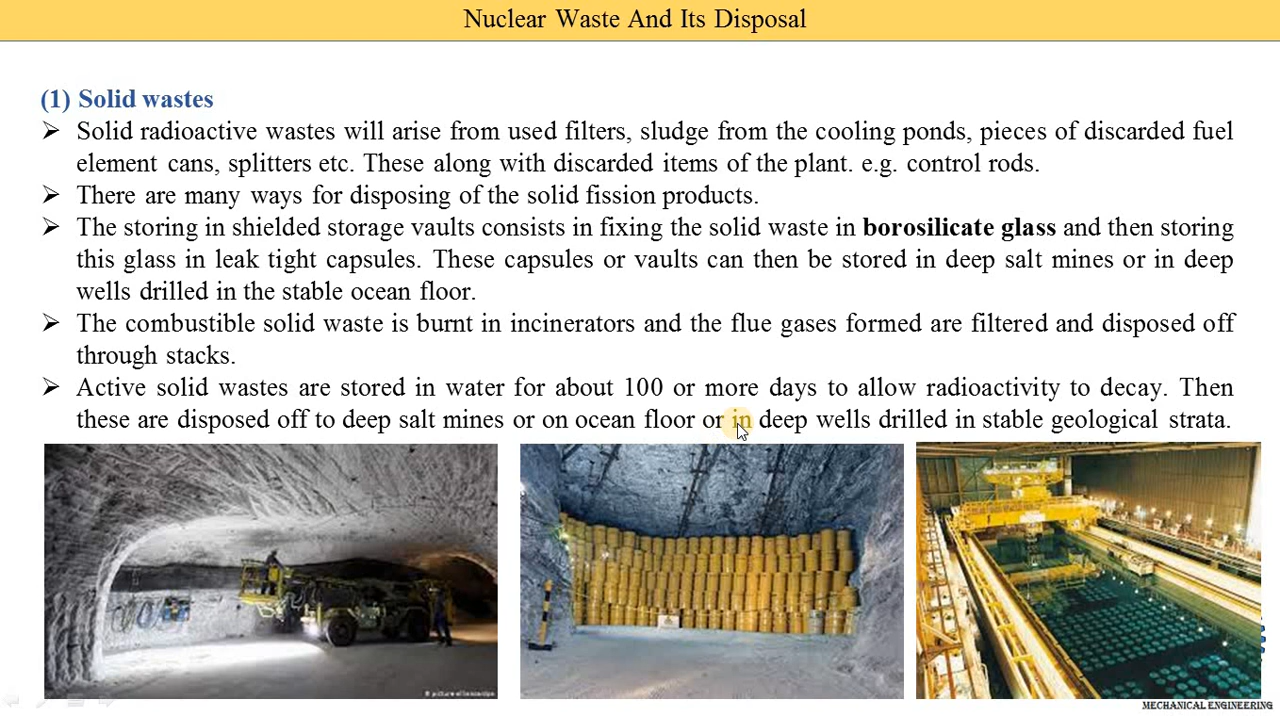 Nuclear Waste And Its Disposal
(1) Solid wastes
➢ Solid radioactive wastes will arise from used filters, sludge from the cooling ponds, pieces of discarded fuel
element cans, splitters etc. These along with discarded items of the plant. e.g. control rods.
➢ There are many ways for disposing of the solid fission products.
➢ The storing in shielded storage vaults consists in fixing the solid waste in borosilicate glass and then storing
this glass in leak tight capsules. These capsules or vaults can then be stored in deep salt mines or in deep
wells drilled in the stable ocean floor.
➢ The combustible solid waste is burnt in incinerators and the flue gases formed are filtered and disposed off
through stacks.
➢ Active solid wastes are stored in water for about 100 or more days to allow radioactivity to decay. Then
these are disposed off to deep salt mines or on ocean floor or in deep wells drilled in stable geological strata.
MECHANICAL ENGINEERING